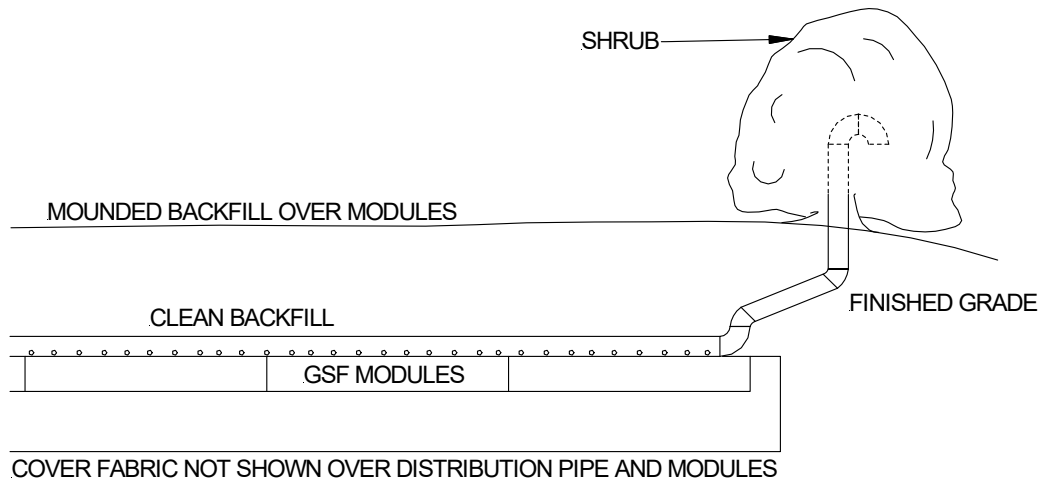 SHRUB
MOUNDED BACKFILL OVER MODULES
FINISHED GRADE
CLEAN BACKFILL
GSF MODULES
COVER FABRIC NOT SHOWN OVER DISTRIBUTION PIPE AND MODULES